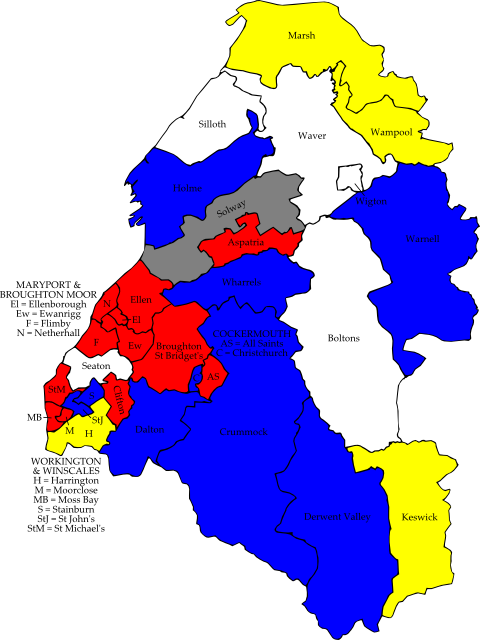 Marsh
Silloth
Waver
Wampool
Holme
Solway
Wigton
Warnell
Aspatria
Wharrels
MARYPORT &
BROUGHTON MOOR
El = Ellenborough
Ew = Ewanrigg
F = Flimby
N = Netherhall
N
Ellen
El
F
Ew
Broughton
St Bridget's
COCKERMOUTH
AS = All Saints
C = Christchurch
Boltons
Seaton
C
AS
StM
S
Clifton
MB
M
StJ
H
Dalton
Crummock
WORKINGTON
& WINSCALES
H = Harrington
M = Moorclose
MB = Moss Bay
S = Stainburn
StJ = St John's
StM = St Michael's
Derwent Valley
Keswick